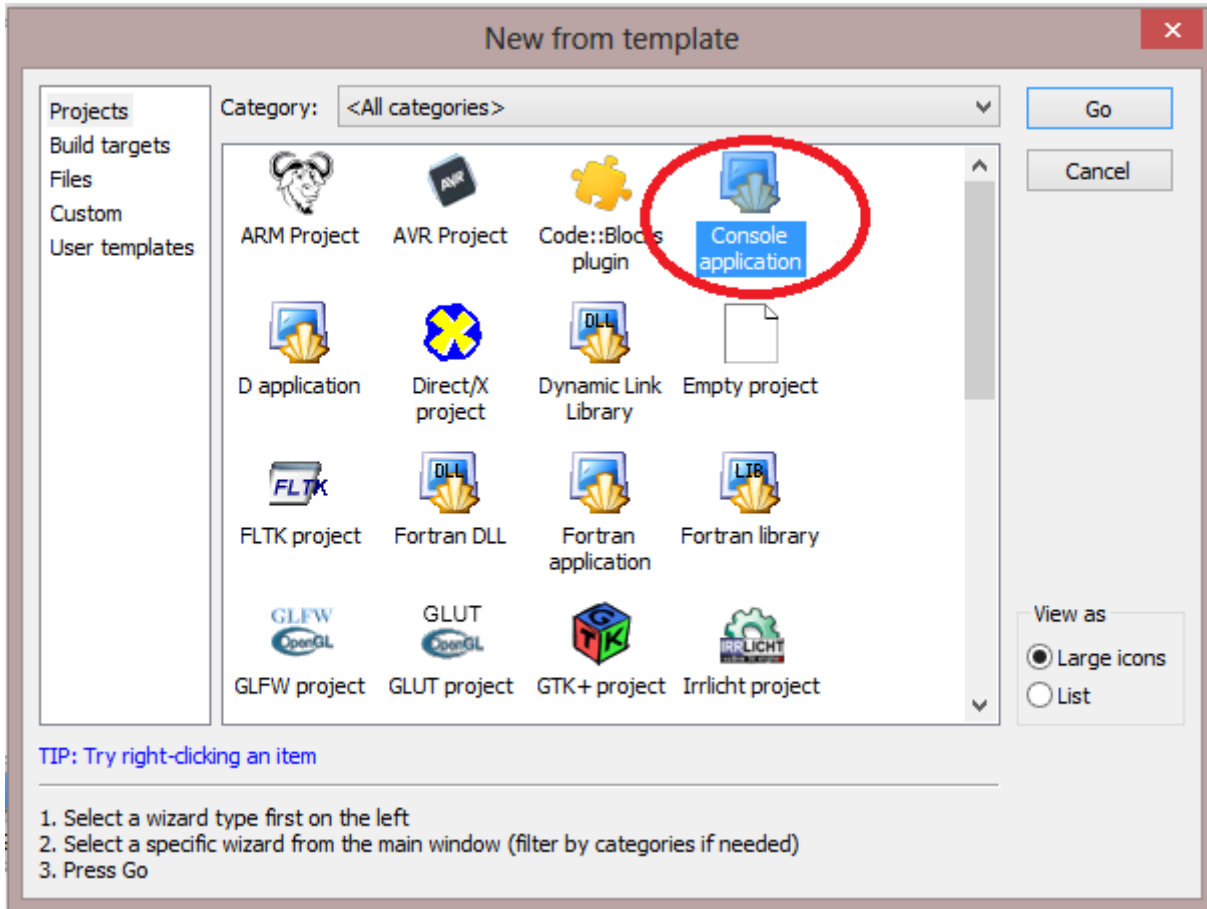 New from template
Projects
Build targets
Files
Custom
User templates
Category: <All categories>
Go
Cancel
AVR
ARM Project AVR Project Code::Blocks Console
plugin application
DLL
D application Direct/X Dynamic Link Empty project
project Library
FLTK DLL LIB
FLTK project Fortran DLL Fortran Fortran library
application
GLFW GLUT
OpenGL OpenGL GTK IRRLICHT
GLFW project GLUT project GTK+ project Irrlicht project
View as
Large icons
List
TIP: Try right-clicking an item
1. Select a wizard type first on the left
2. Select a specific wizard from the main window (filter by categories if needed)
3. Press Go